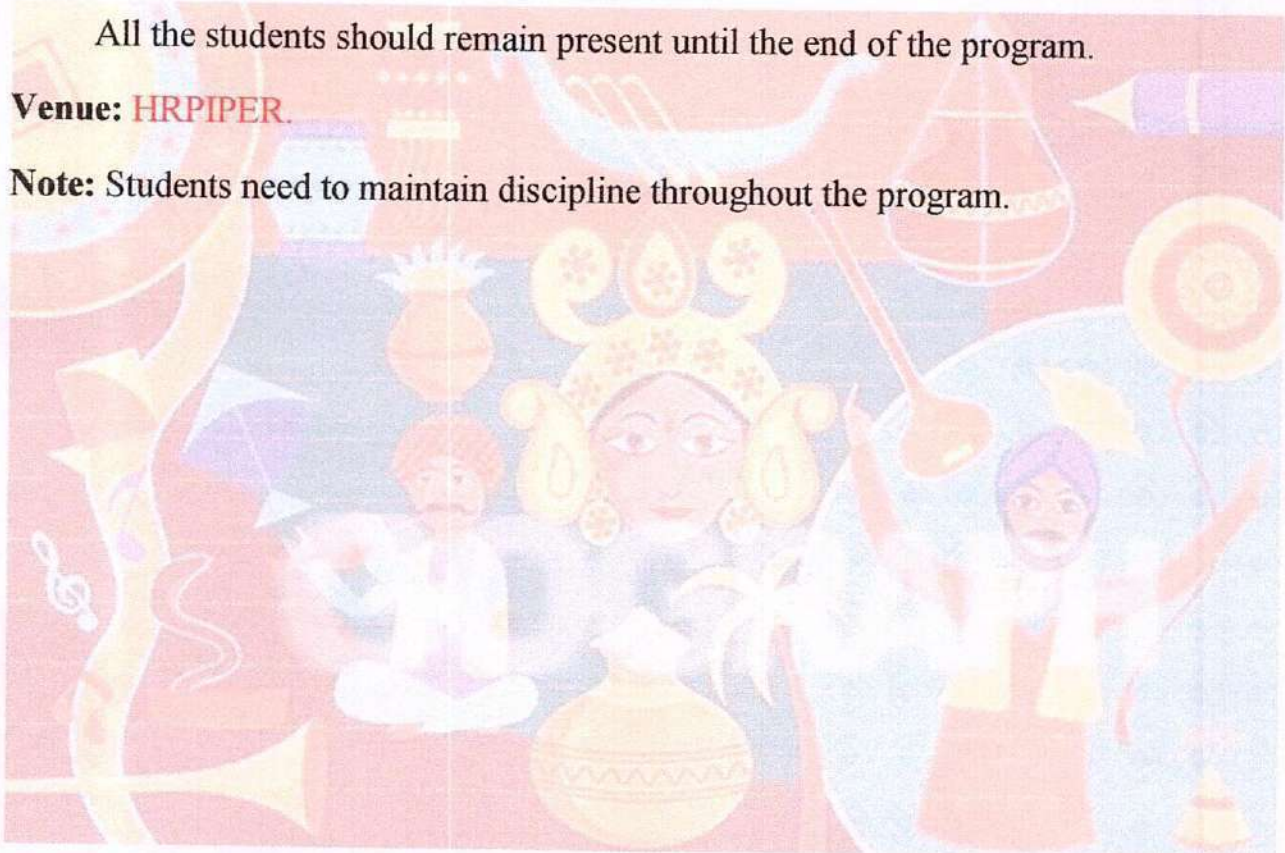 All the students should remain present until the end of the program.
Venue: HRPIPER.
Note: Students need to maintain discipline throughout the program.